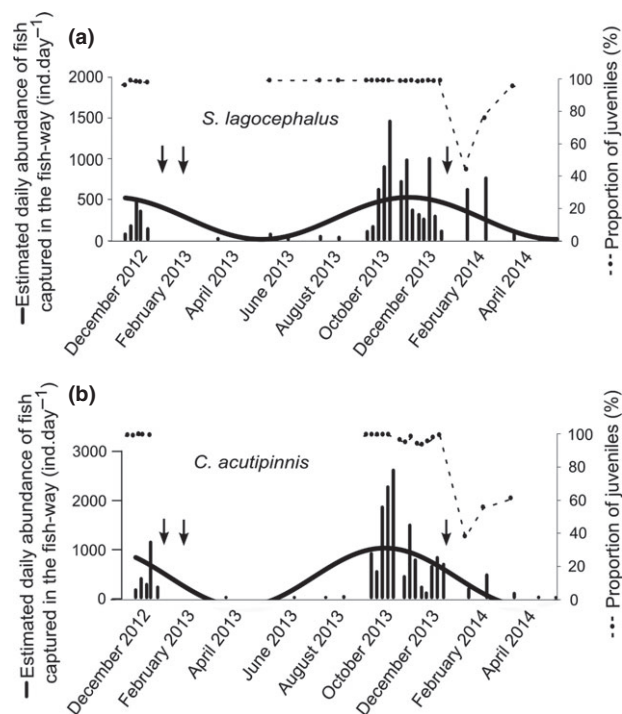 (a)
Estimated daily abundance of fish
captured in the fish-way (ind.day−1)
2000
1500
1000
500
0
S. lagocephalus
100
80
60
40
20
0
Proportion of juveniles (%)
December 2012
February 2013
April 2013
June 2013
August 2013
October 2013
December 2013
February 2014
April 2014
(b)
Estimated daily abundance of fish
captured in the fish-way (ind.day−1)
3000
2000
1000
0
C. acutipinnis
100
80
60
40
20
0
Proportion of juveniles (%)
December 2012
February 2013
April 2013
June 2013
August 2013
October 2013
December 2013
February 2014
April 2014